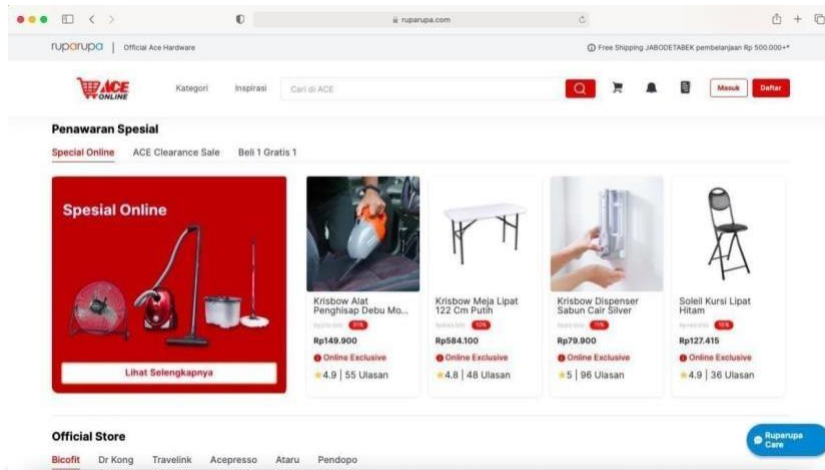 ruparupa.com
ruparupa | Official Ace Hardware
Free Shipping JABODETABEK pembelanjaan Rp 500.000+*
ACE ONLINE
Kategori
Inspirasi
Cari di ACE
Masuk
Daftar
Penawaran Spesial
Special Online
ACE Clearance Sale
Beli 1 Gratis 1
Spesial Online
Lihat Selengkapnya
Krisbow Alat
Penghisap Debu Mo...
Rp149.900
Online Exclusive
4.9 | 55 Ulasan
Krisbow Meja Lipat
122 Cm Putih
Rp584.100
Online Exclusive
4.8 | 48 Ulasan
Krisbow Dispenser
Sabun Cair Silver
Rp79.900
Online Exclusive
5 | 96 Ulasan
Soleil Kursi Lipat
Hitam
Rp127.415
Online Exclusive
4.9 | 36 Ulasan
Official Store
Bicofit
Dr Kong
Travelink
Acepresso
Ataru
Pendopo
Ruparupa
Care